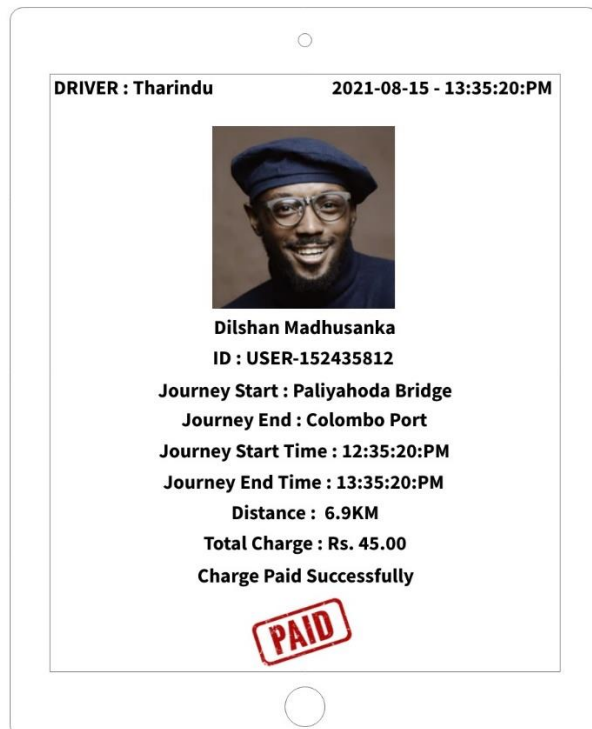 DRIVER : Tharindu 2021-08-15 - 13:35:20:PM
Dilshan Madhusanka
ID : USER-152435812
Journey Start : Paliyahoda Bridge
Journey End : Colombo Port
Journey Start Time : 12:35:20:PM
Journey End Time : 13:35:20:PM
Distance : 6.9KM
Total Charge : Rs. 45.00
Charge Paid Successfully
PAID